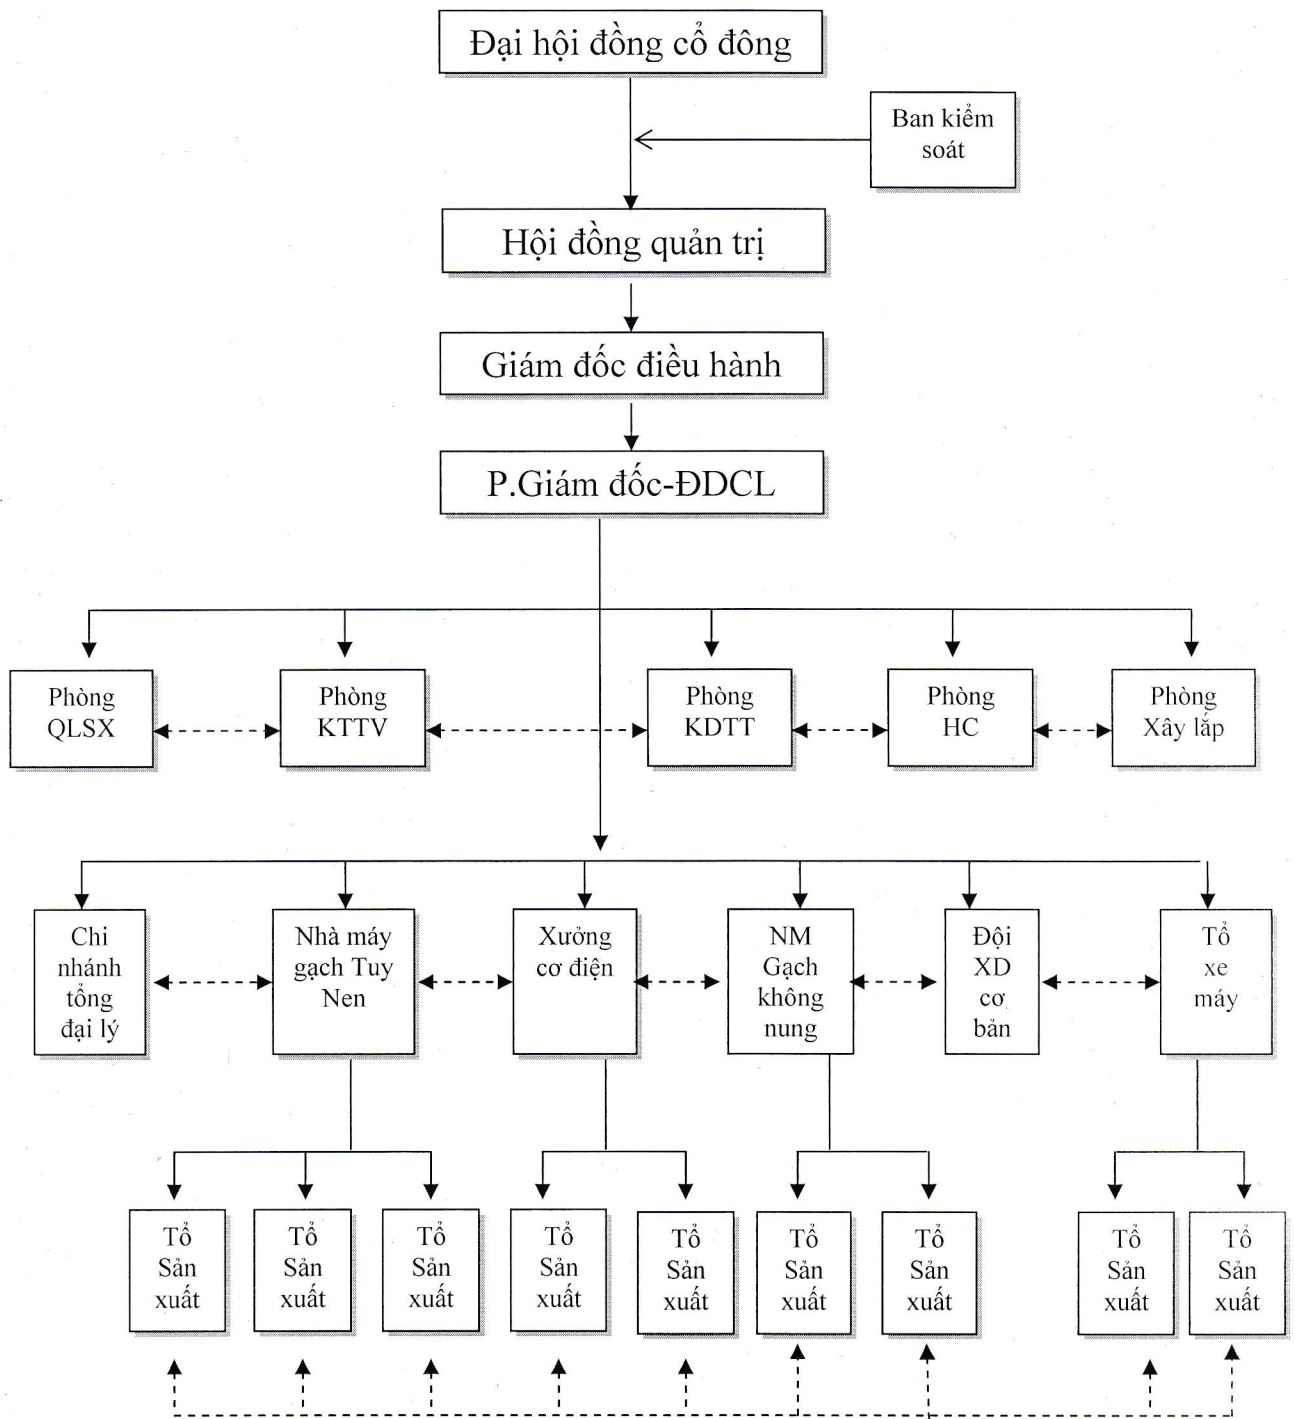 Đại hội đồng cổ đông
Ban kiểm
soát
Hội đồng quản trị
Giám đốc điều hành
P.Giám đốc-ĐDCL
Phòng
QLSX
Phòng
KTTV
Phòng
KDTT
Phòng
HC
Phòng
Xây lắp
Chi
nhánh
tổng
đại lý
Nhà máy
gạch Tuy
Nen
Xưởng
cơ điện
NM
Gạch
không
nung
Đội
XD
cơ
bản
Tổ
xe
máy
Tổ
Sản
xuất
Tổ
Sản
xuất
Tổ
Sản
xuất
Tổ
Sản
xuất
Tổ
Sản
xuất
Tổ
Sản
xuất
Tổ
Sản
xuất
Tổ
Sản
xuất
Tổ
Sản
xuất